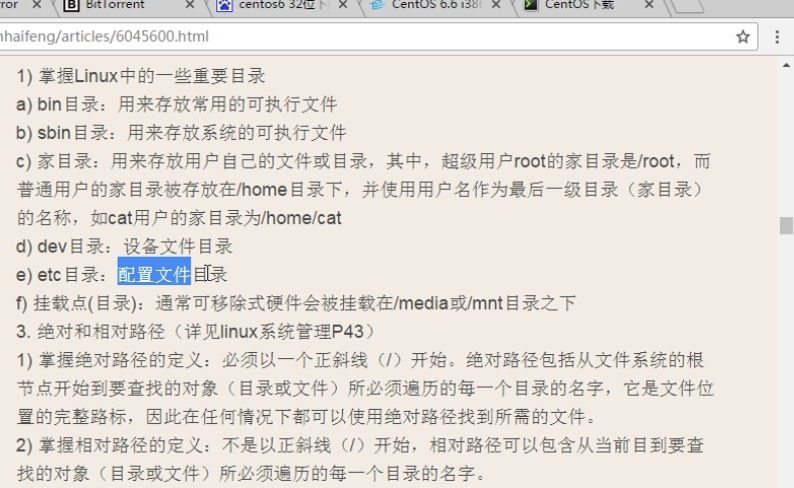 rror
BitTorrent
centos6 32位
CentOS 6.6 i38
CentOS下载
nhaifeng/articles/6045600.html
1) 掌握Linux中的一些重要目录
a) bin目录：用来存放常用的可执行文件
b) sbin目录：用来存放系统的可执行文件
c) 家目录：用来存放用户自己的文件或目录，其中，超级用户root的家目录是/root，而
普通用户的家目录被存放在/home目录下，并使用用户名作为最后一级目录（家目录）
的名称，如cat用户的家目录为/home/cat
d) dev目录：设备文件目录
e) etc目录：配置文件目录
f) 挂载点(目录)：通常可移除式硬件会被挂载在/media或/mnt目录之下
3. 绝对和相对路径（详见linux系统管理P43）
1) 掌握绝对路径的定义：必须以一个正斜线（/）开始。绝对路径包括从文件系统的根
节点开始到要查找的对象（目录或文件）所必须遍历的每一个目录的名字，它是文件位
置的完整路标，因此在任何情况下都可以使用绝对路径找到所需的文件。
2) 掌握相对路径的定义：不是以正斜线（/）开始，相对路径可以包含从当前目到要查
找的对象（目录或文件）所必须遍历的每一个目录的名字。